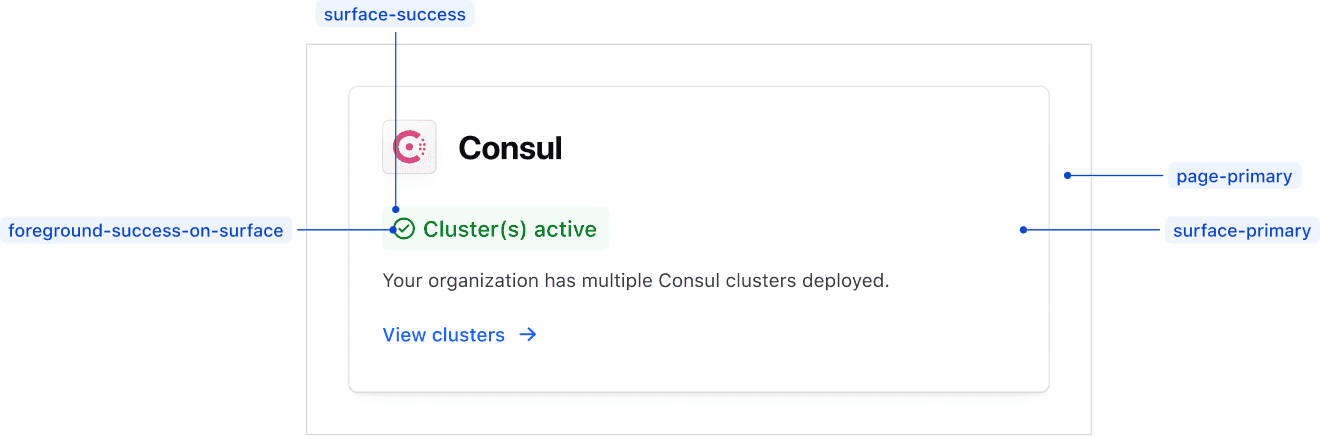 surface-success
Consul
page-primary
foreground-success-on-surface
Cluster(s) active
surface-primary
Your organization has multiple Consul clusters deployed.
View clusters →